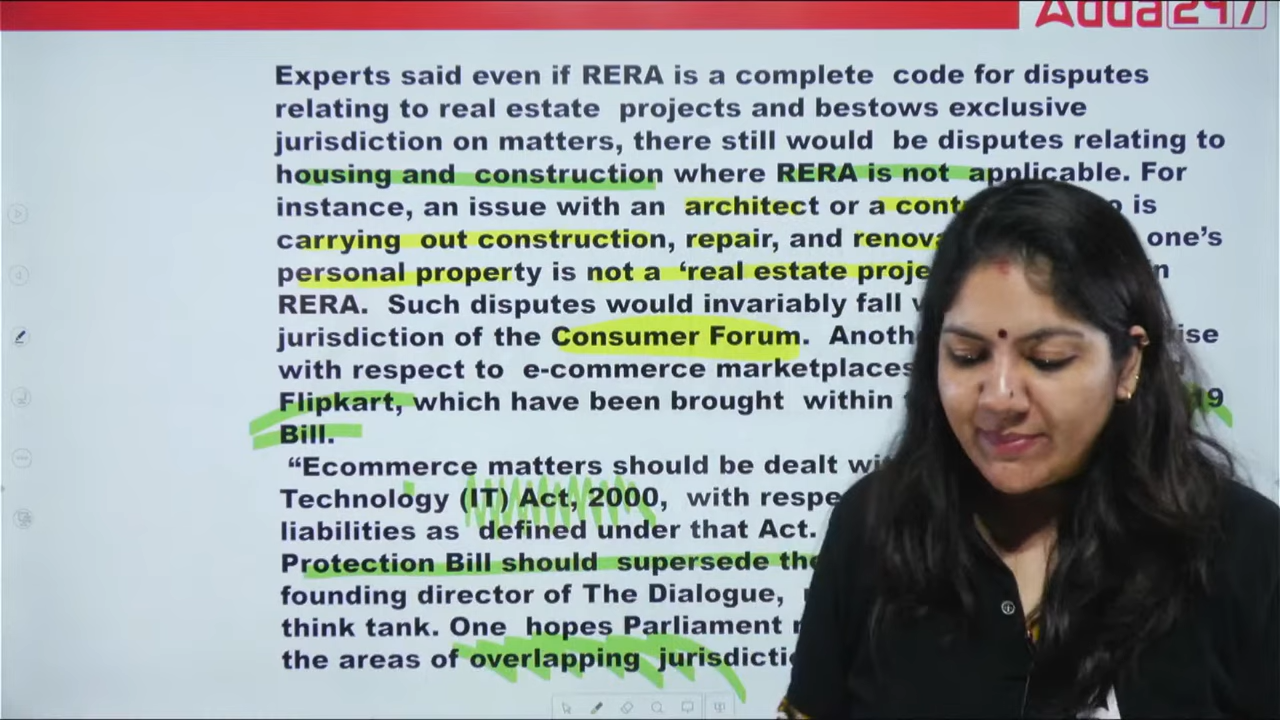 Adda247
Experts said even if RERA is a complete code for disputes
relating to real estate projects and bestows exclusive
jurisdiction on matters, there still would be disputes relating to
housing and construction where RERA is not applicable. For
instance, an issue with an architect or a is
carrying out construction, repair, and one's
personal property is not a ‘real estate
RERA. Such disputes would invariably fall
jurisdiction of the Consumer Forum.
with respect to e-commerce marketplaces
Flipkart, which have been brought within 19
Bill.
“Ecommerce matters should be dealt
Technology (IT) Act, 2000, with
liabilities as defined under that Act.
Protection Bill should supersede
founding director of The Dialogue,
think tank. One hopes Parliament
the areas of overlapping